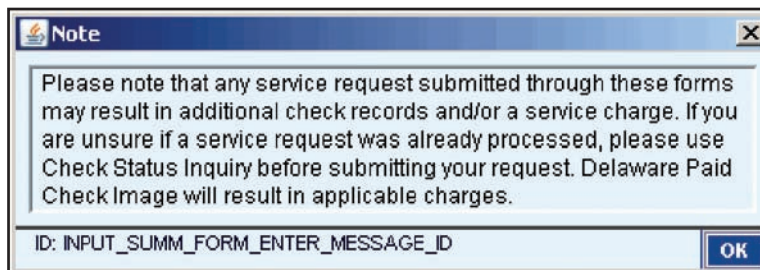 Note
Please note that any service request submitted through these forms
may result in additional check records and/or a service charge. If you
are unsure if a service request was already processed, please use
Check Status Inquiry before submitting your request. Delaware Paid
Check Image will result in applicable charges.
ID: INPUT_SUMM_FORM_ENTER_MESSAGE_ID
OK